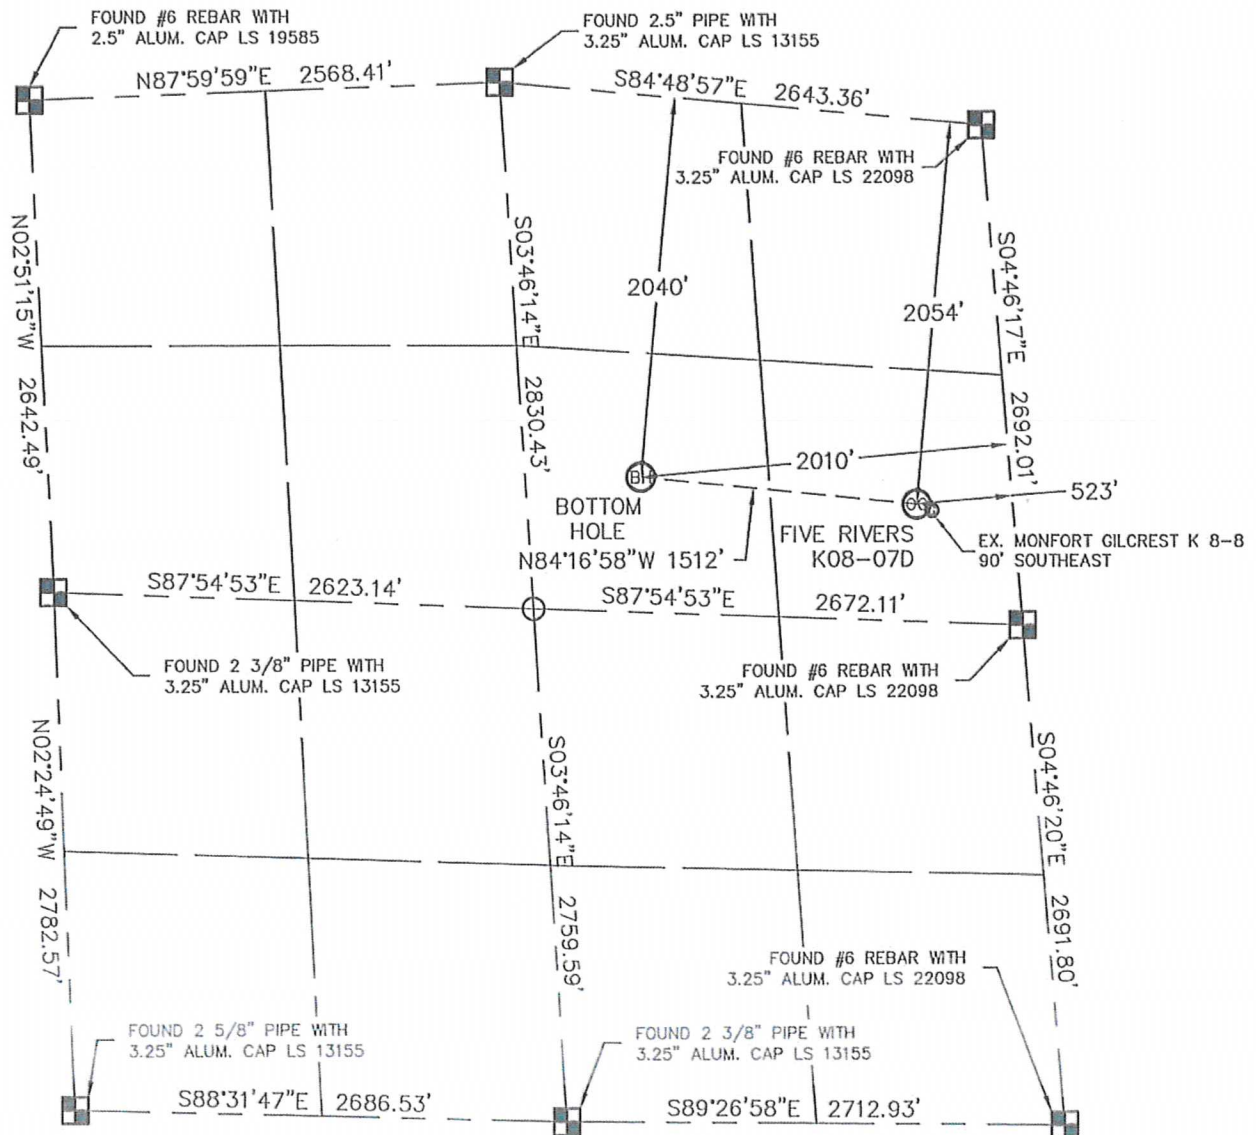 FOUND #6 REBAR WITH
2.5" ALUM. CAP LS 19585
FOUND 2.5" PIPE WITH
3.25" ALUM. CAP LS 13155
N87°59'59"E 2568.41'
S84°48'57"E 2643.36'
FOUND #6 REBAR WITH
3.25" ALUM. CAP LS 22098
N02°51'15"W 2642.49'
S03°46'14"E 2830.43'
S04°46'17"E 2692.01'
2040'
2054'
2010'
523'
BH
BOTTOM
HOLE
FIVE RIVERS
K08-07D
EX. MONFORT GILCREST K 8-8
90' SOUTHEAST
N84°16'58"W 1512'
S87°54'53"E 2623.14'
S87°54'53"E 2672.11'
FOUND 2 3/8" PIPE WITH
3.25" ALUM. CAP LS 13155
FOUND #6 REBAR WITH
3.25" ALUM. CAP LS 22098
N02°24'49"W 2782.57'
S03°46'14"E 2759.59'
S04°46'20"E 2691.80'
FOUND #6 REBAR WITH
3.25" ALUM. CAP LS 22098
FOUND 2 5/8" PIPE WITH
3.25" ALUM. CAP LS 13155
FOUND 2 3/8" PIPE WITH
3.25" ALUM. CAP LS 13155
S88°31'47"E 2686.53'
S89°26'58"E 2712.93'